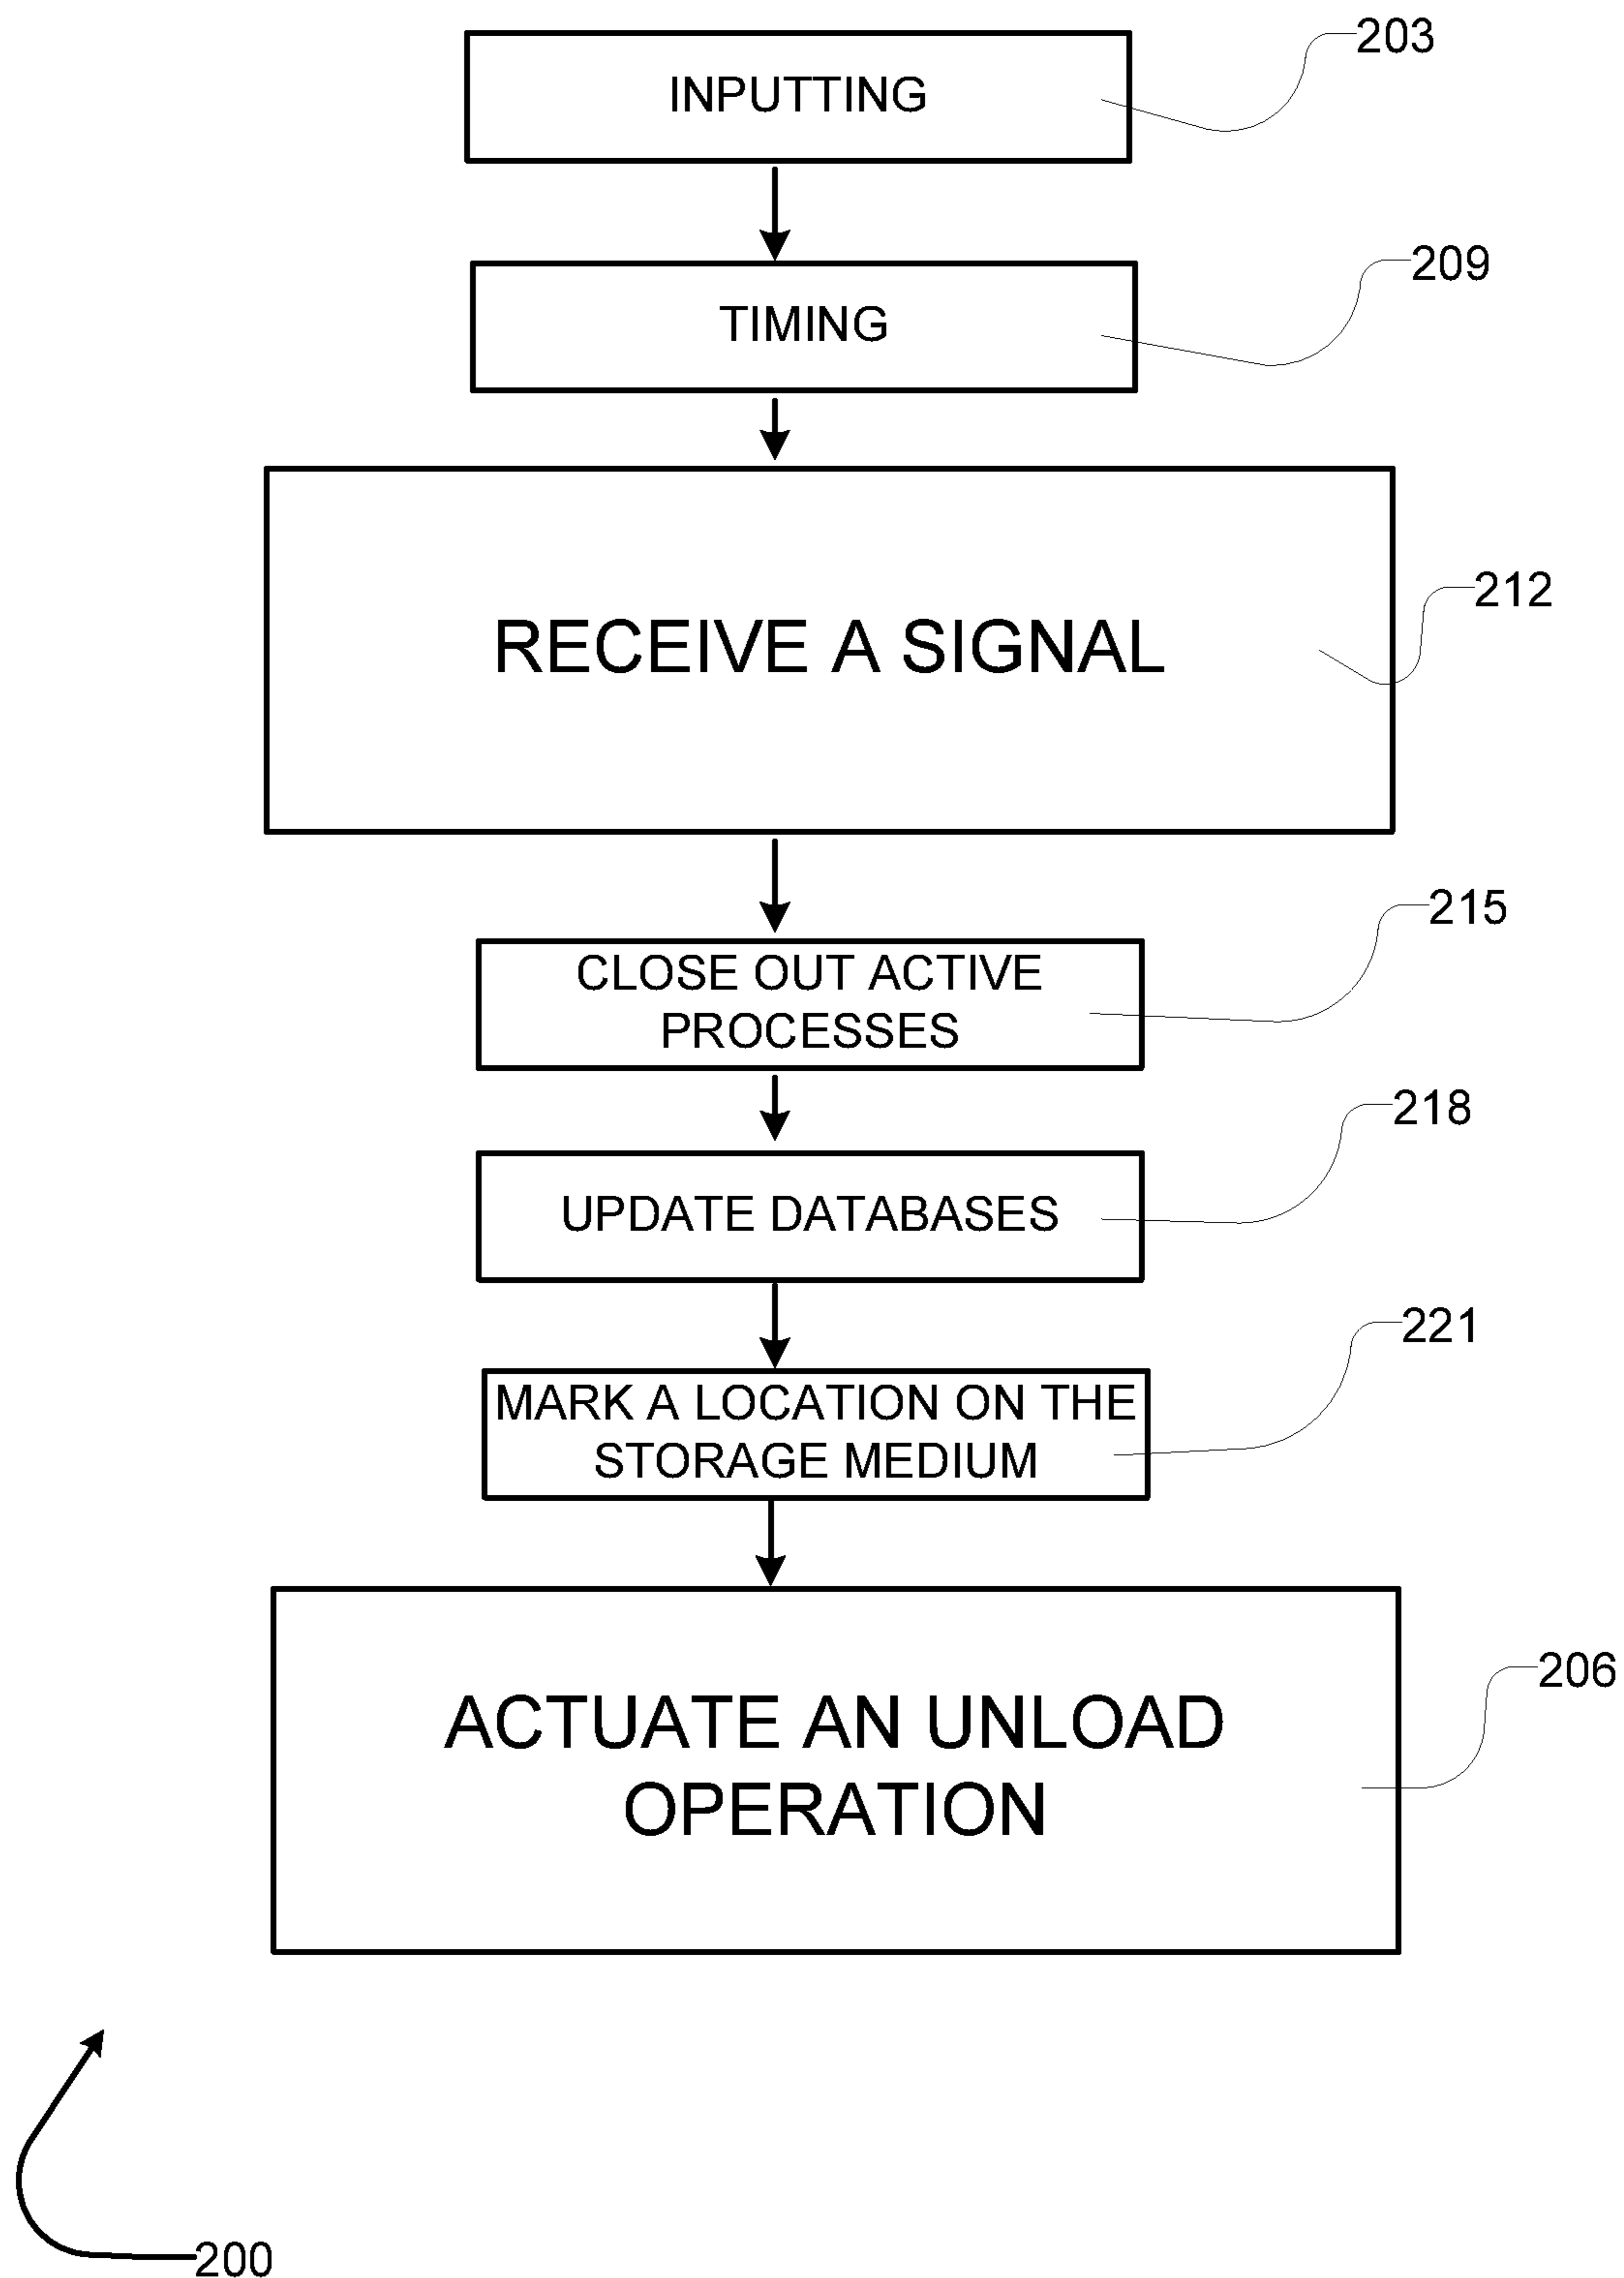 203
INPUTTING
209
TIMING
212
RECEIVE A SIGNAL
215
CLOSE OUT ACTIVE
PROCESSES
218
UPDATE DATABASES
221
MARK A LOCATION ON THE
STORAGE MEDIUM
206
ACTUATE AN UNLOAD
OPERATION
200